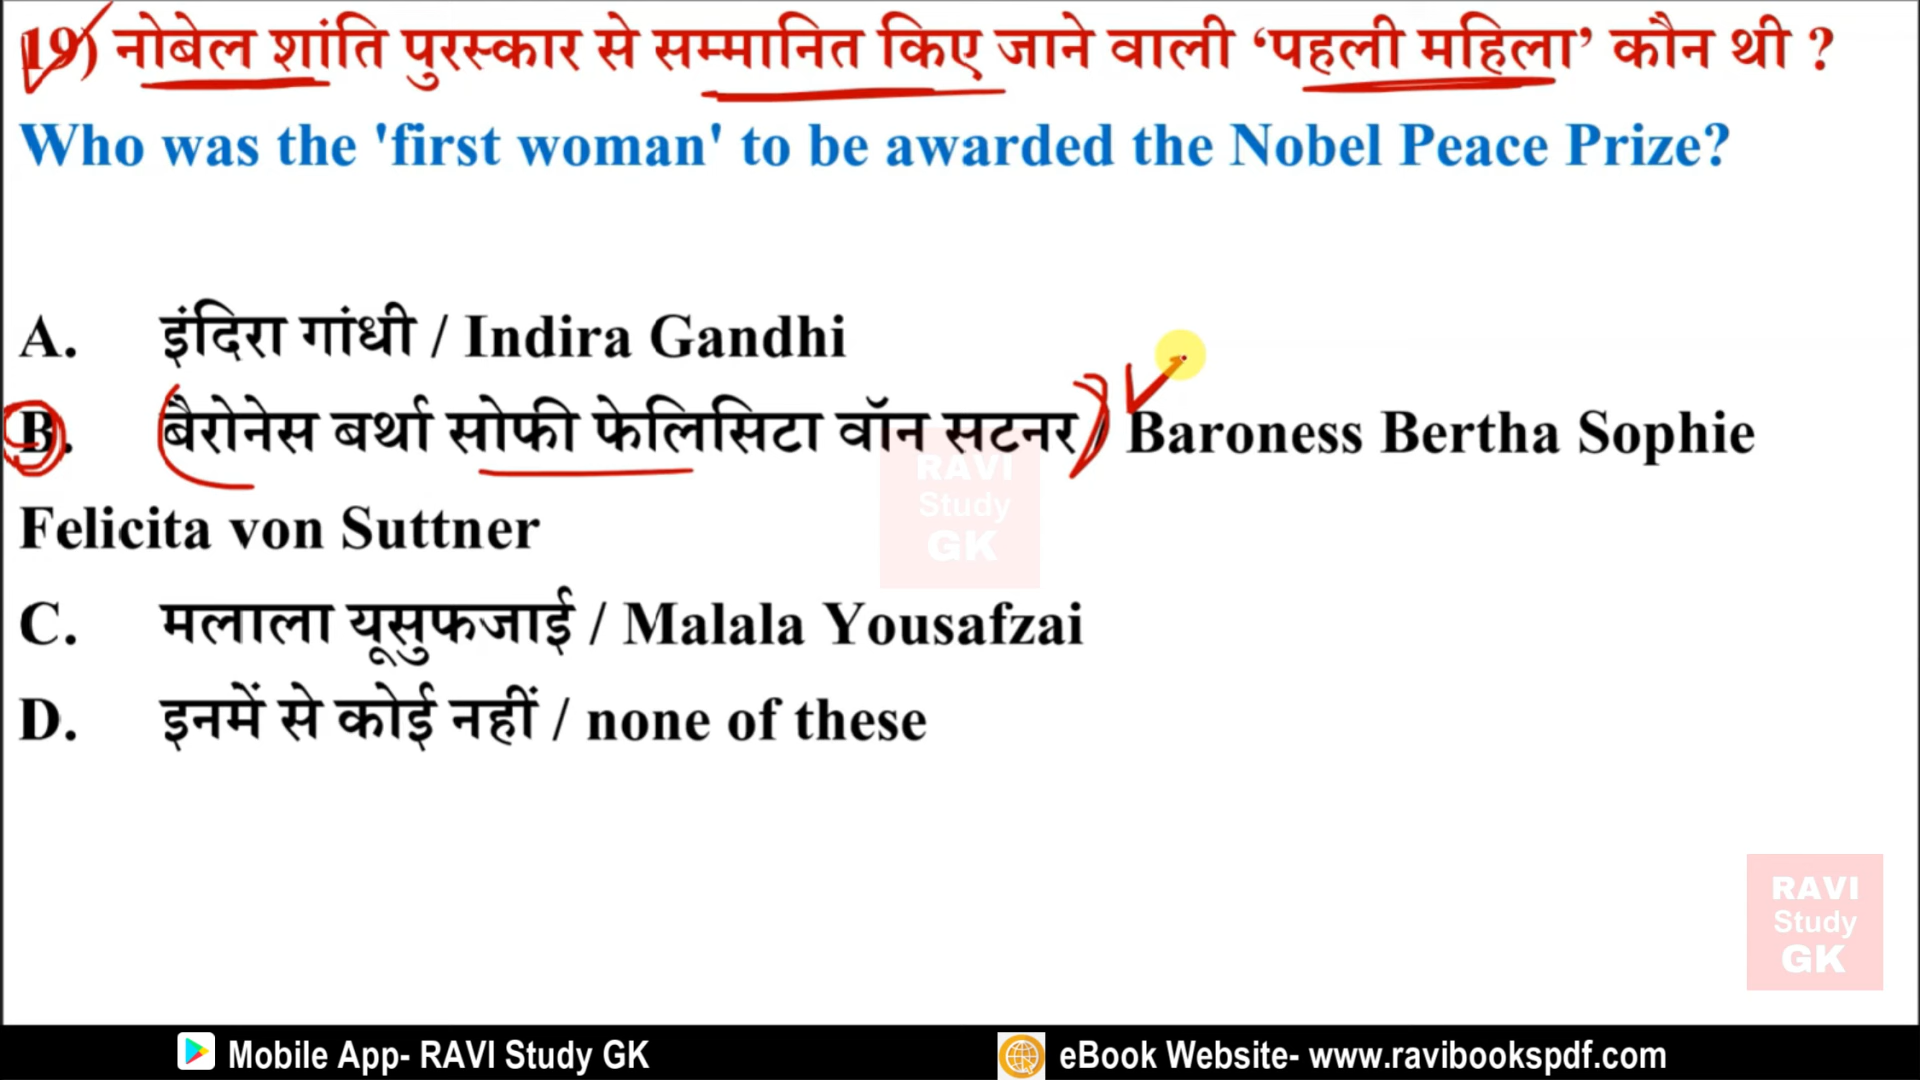 19) नोबेल शांति पुरस्कार से सम्मानित किए जाने वाली ‘पहली महिला’ कौन थी ?
Who was the 'first woman' to be awarded the Nobel Peace Prize?
A. इंदिरा गांधी / Indira Gandhi
B. बैरोनेस बर्था सोफी फेलिसिटा वॉन सटनर / Baroness Bertha Sophie
Felicita von Suttner
C. मलाला यूसुफजाई / Malala Yousafzai
D. इनमें से कोई नहीं / none of these
RAVI
Study
GK
RAVI
Study
GK
Mobile App- RAVI Study GK
eBook Website- www.ravibookspdf.com